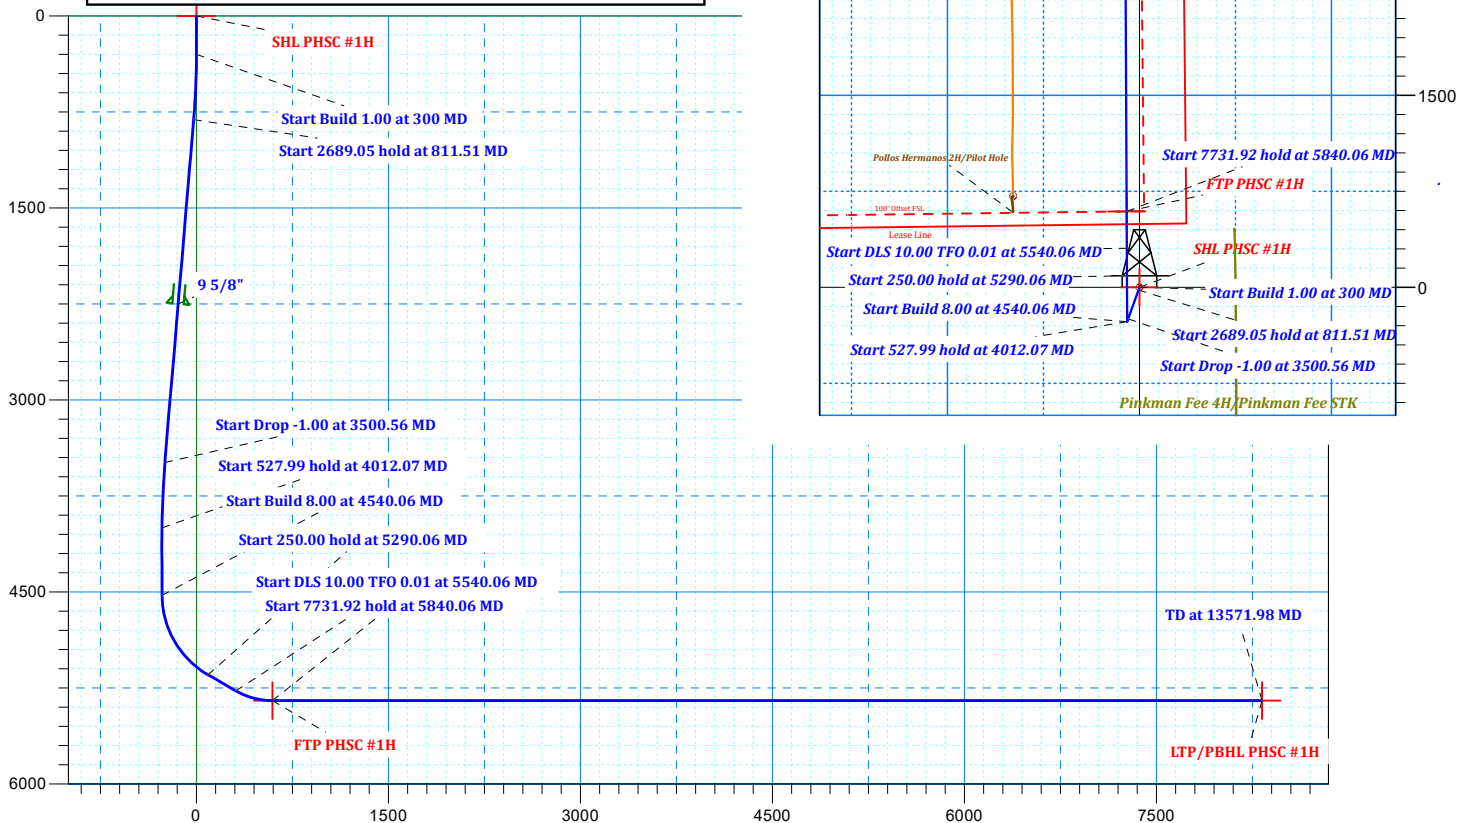 0
SHL PHSC #1H
Start Build 1.00 at 300 MD
Start 2689.05 hold at 811.51 MD
1500
9 5/8"
3000
Start Drop -1.00 at 3500.56 MD
Start 527.99 hold at 4012.07 MD
Start Build 8.00 at 4540.06 MD
Start 250.00 hold at 5290.06 MD
Start DLS 10.00 TFO 0.01 at 5540.06 MD
4500
Start 7731.92 hold at 5840.06 MD
TD at 13571.98 MD
FTP PHSC #1H
LTP/PBHL PHSC #1H
6000
0
1500
3000
4500
6000
7500
1500
Pollos Hermanos 2H/Pilot Hole
Start 7731.92 hold at 5840.06 MD
FTP PHSC #1H
100' Offset FSL
Lease Line
Start DLS 10.00 TFO 0.01 at 5540.06 MD
SHL PHSC #1H
Start 250.00 hold at 5290.06 MD
0
Start Build 1.00 at 300 MD
Start Build 8.00 at 4540.06 MD
Start 2689.05 hold at 811.51 MD
Start 527.99 hold at 4012.07 MD
Start Drop -1.00 at 3500.56 MD
Pinkman Fee 4H/Pinkman Fee STK